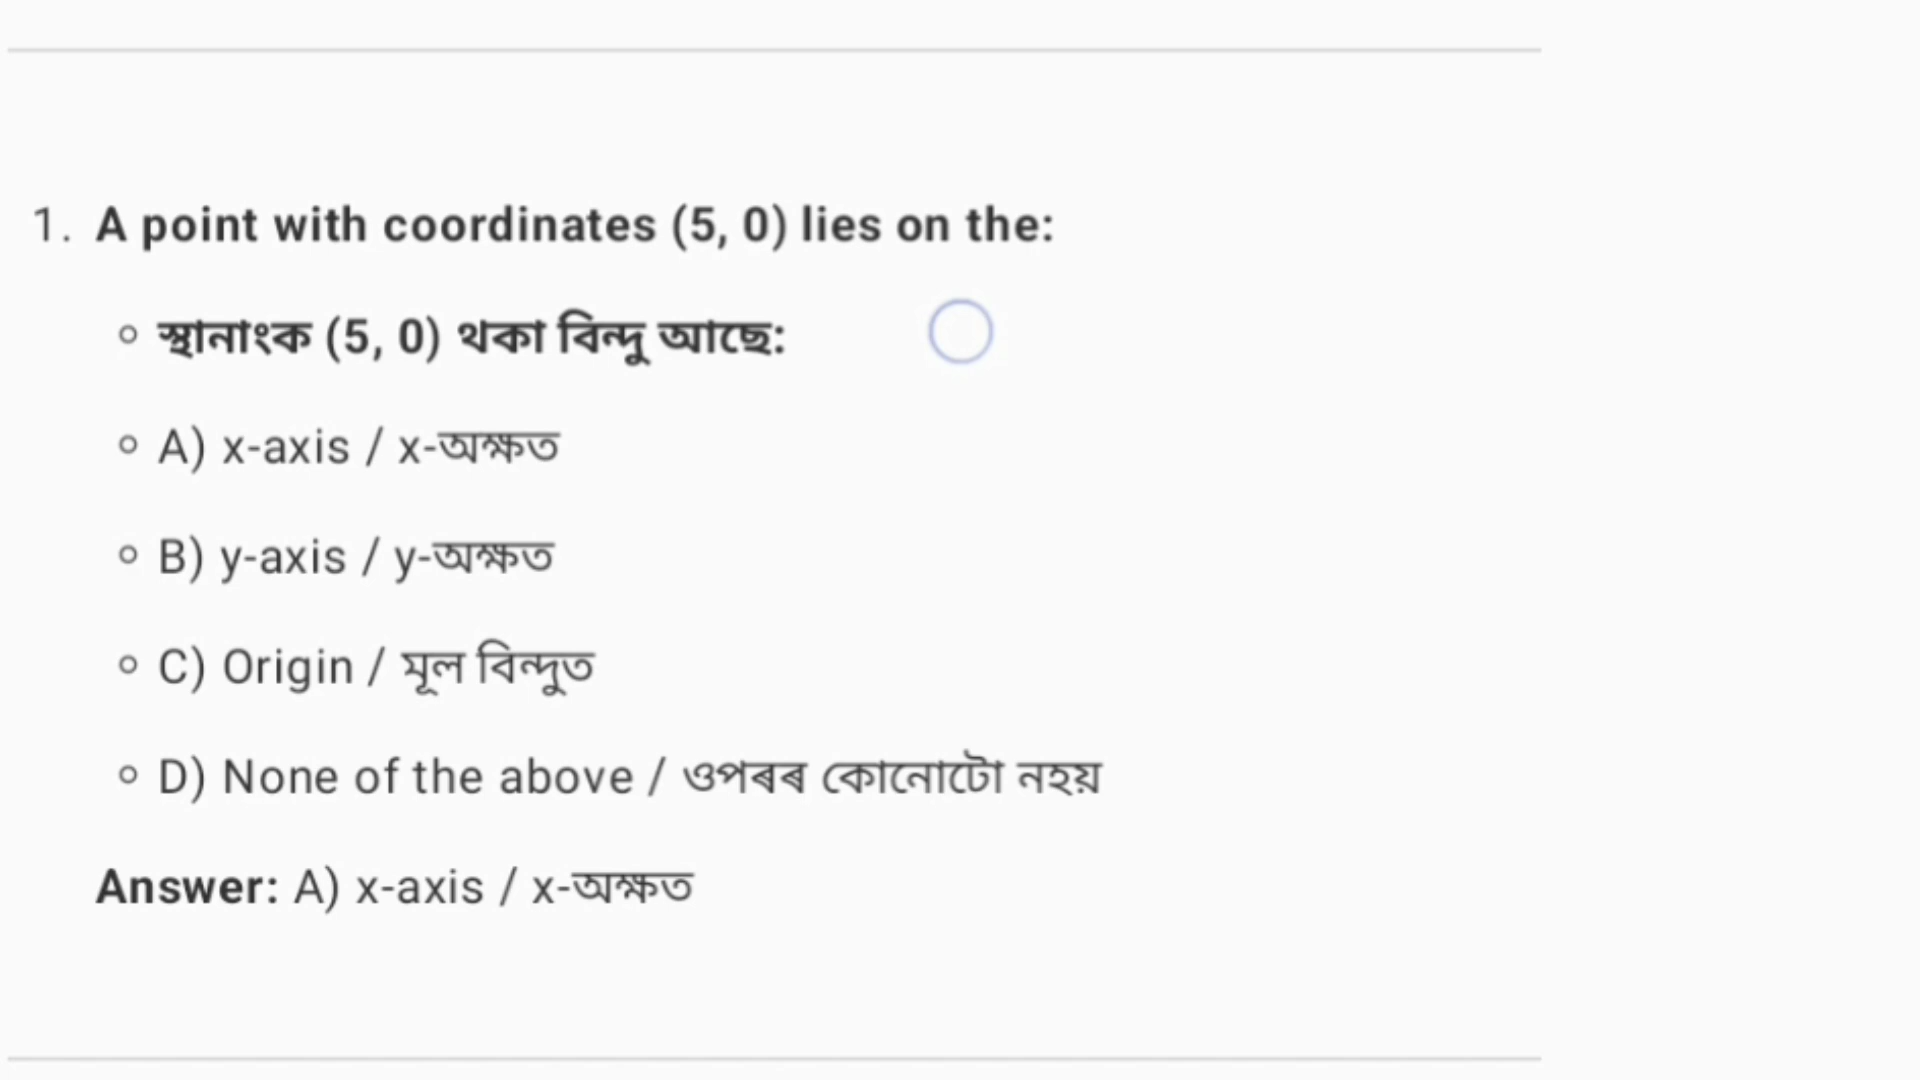 1. A point with coordinates (5, 0) lies on the:
স্থানাংক (5, 0) থকা বিন্দু আছে:
A) x-axis / x-অক্ষত
B) y-axis / y-অক্ষত
C) Origin / মূল বিন্দুত
D) None of the above / ওপৰৰ কোনোটো নহয়
Answer: A) x-axis / x-অক্ষত